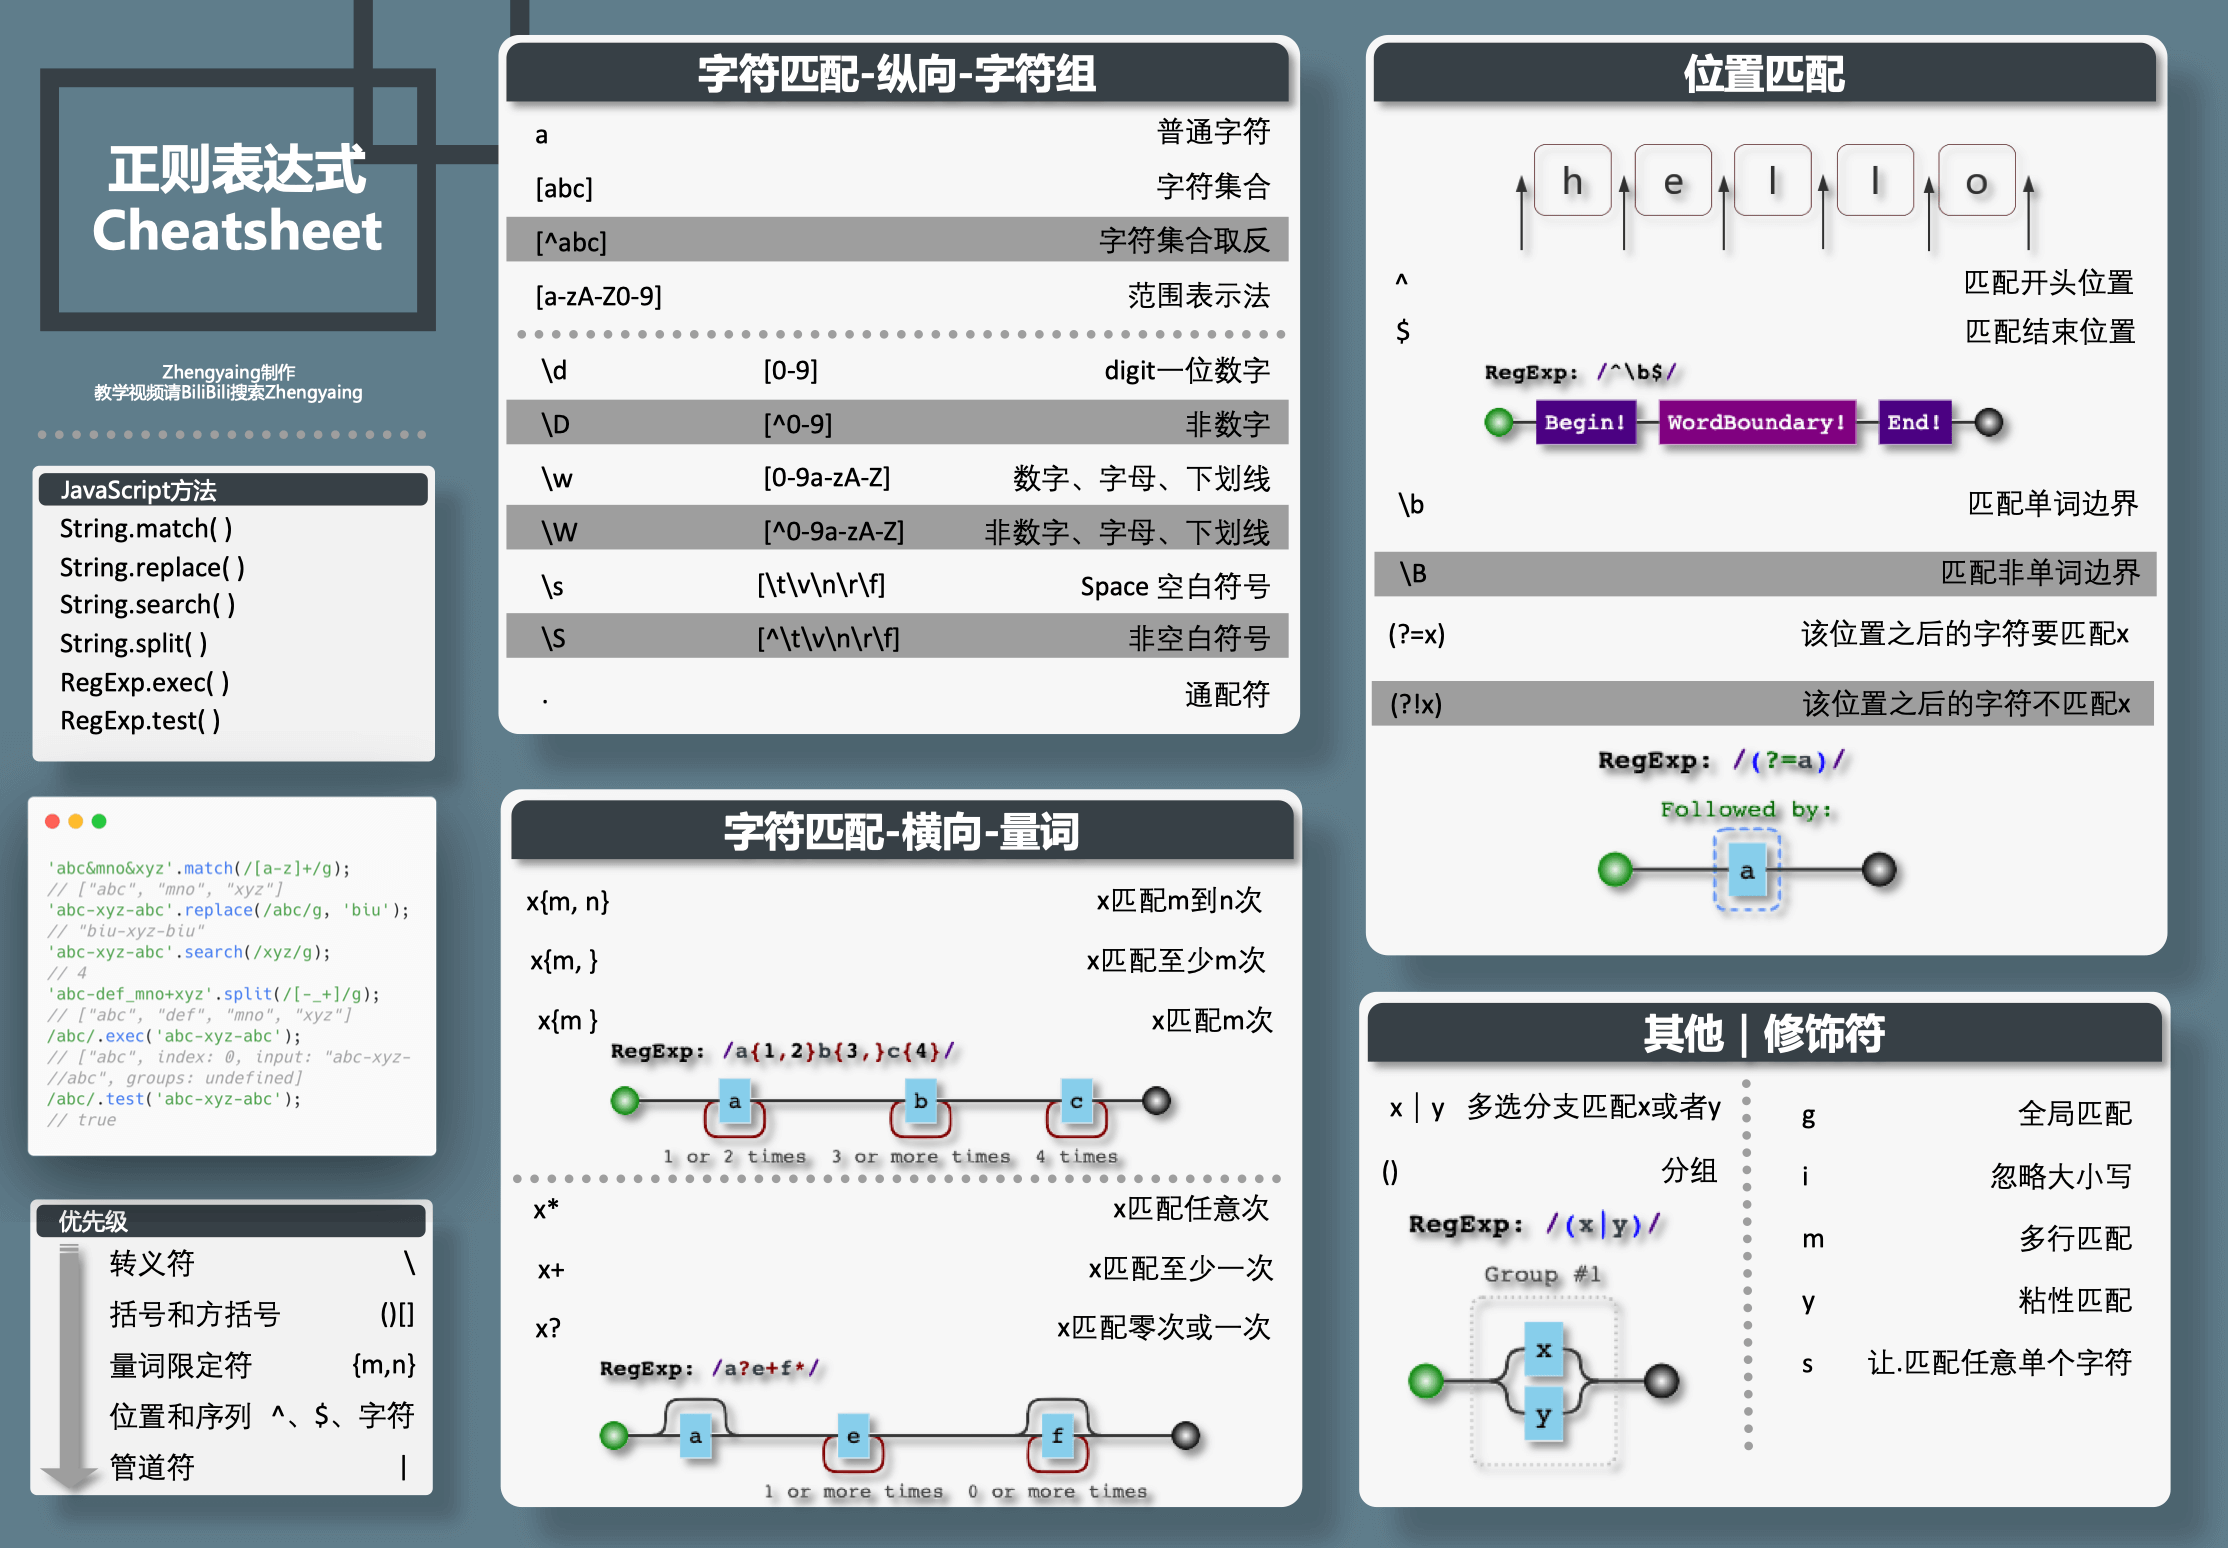 正则表达式
Cheatsheet
Zhengyaing制作
教学视频请BiliBili搜索Zhengyaing
JavaScript方法
String.match( )
String.replace( )
String.search( )
String.split( )
RegExp.exec( )
RegExp.test( )
'abc&mno&xyz'.match(/[a-z]+/g);
// ["abc", "mno", "xyz"]
'abc-xyz-abc'.replace(/abc/g, 'biu');
// "biu-xyz-biu"
'abc-xyz-abc'.search(/xyz/g);
// 4
'abc-def_mno+xyz'.split(/[-_+]/g);
// ["abc", "def", "mno", "xyz"]
/abc/.exec('abc-xyz-abc');
// ["abc", index: 0, input: "abc-xyz-
//abc", groups: undefined]
/abc/.test('abc-xyz-abc');
// true
优先级
转义符 \
括号和方括号 ()[]
量词限定符 {m,n}
位置和序列 ^、$、字符
管道符 |
字符匹配-纵向-字符组
a 普通字符
[abc] 字符集合
[^abc] 字符集合取反
[a-zA-Z0-9] 范围表示法
\d [0-9] digit一位数字
\D [^0-9] 非数字
\w [0-9a-zA-Z] 数字、字母、下划线
\W [^0-9a-zA-Z] 非数字、字母、下划线
\s [\t\v\n\r\f] Space 空白符号
\S [^\t\v\n\r\f] 非空白符号
. 通配符
字符匹配-横向-量词
x{m, n} x匹配m到n次
x{m, } x匹配至少m次
x{m } x匹配m次
RegExp: /a{1,2}b{3,}c{4}/
a b c
1 or 2 times 3 or more times 4 times
x* x匹配任意次
x+ x匹配至少一次
x? x匹配零次或一次
RegExp: /a?e+f*/
a e f
1 or more times 0 or more times
位置匹配
h e l l o
^ 匹配开头位置
$ 匹配结束位置
RegExp: /^\b$/
Begin! WordBoundary! End!
\b 匹配单词边界
\B 匹配非单词边界
(?=x) 该位置之后的字符要匹配x
(?!x) 该位置之后的字符不匹配x
RegExp: /(?=a)/
Followed by:
a
其他 | 修饰符
x | y 多选分支匹配x或者y
() 分组
RegExp: /(x|y)/
Group #1
x
y
g 全局匹配
i 忽略大小写
m 多行匹配
y 粘性匹配
s 让.匹配任意单个字符